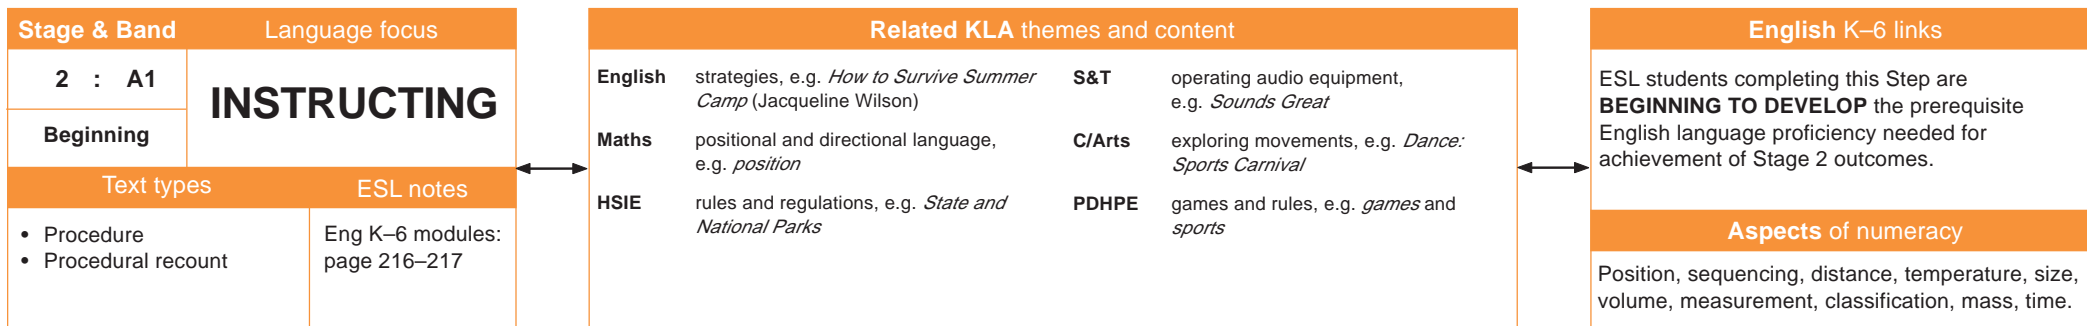 Stage & Band
Language focus
2 : A1
Beginning
INSTRUCTING
Text types
ESL notes
• Procedure
• Procedural recount
Eng K–6 modules:
page 216–217
Related KLA themes and content
English strategies, e.g. How to Survive Summer
Camp (Jacqueline Wilson)
Maths positional and directional language,
e.g. position
HSIE rules and regulations, e.g. State and
National Parks
S&T operating audio equipment,
e.g. Sounds Great
C/Arts exploring movements, e.g. Dance:
Sports Carnival
PDHPE games and rules, e.g. games and
sports
English K–6 links
ESL students completing this Step are
BEGINNING TO DEVELOP the prerequisite
English language proficiency needed for
achievement of Stage 2 outcomes.
Aspects of numeracy
Position, sequencing, distance, temperature, size,
volume, measurement, classification, mass, time.